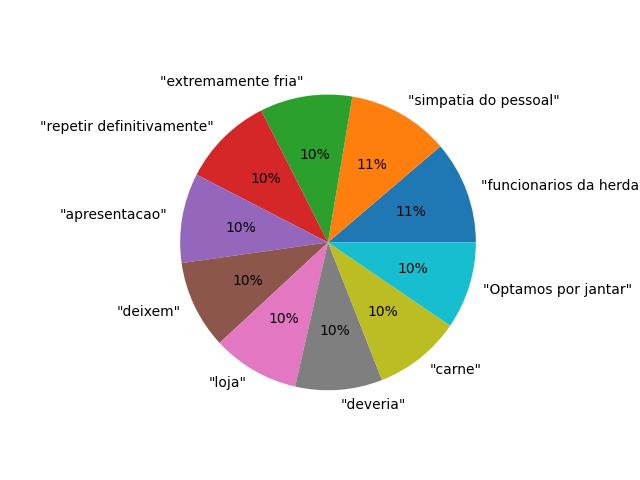 "extremamente fria"
"simpatia do pessoal"
"repetir definitivamente"
10%
11%
10%
"funcionarios da herda
"apresentacao"
10%
11%
10%
10%
"Optamos por jantar"
"deixem"
10%
10%
10%
"loja"
"carne"
"deveria"